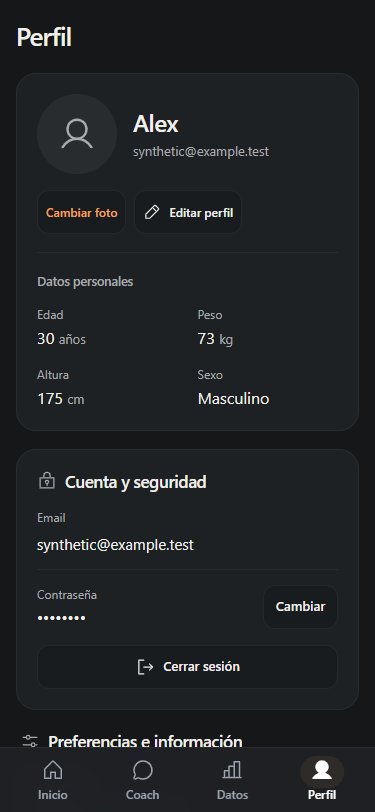 Perfil
Alex
synthetic@example.test
Cambiar foto
Editar perfil
Datos personales
Edad
Peso
30 años
73 kg
Altura
Sexo
175 cm
Masculino
Cuenta y seguridad
Email
synthetic@example.test
Contraseña
••••••••
Cambiar
Cerrar sesión
Preferencias e información
Inicio
Coach
Datos
Perfil